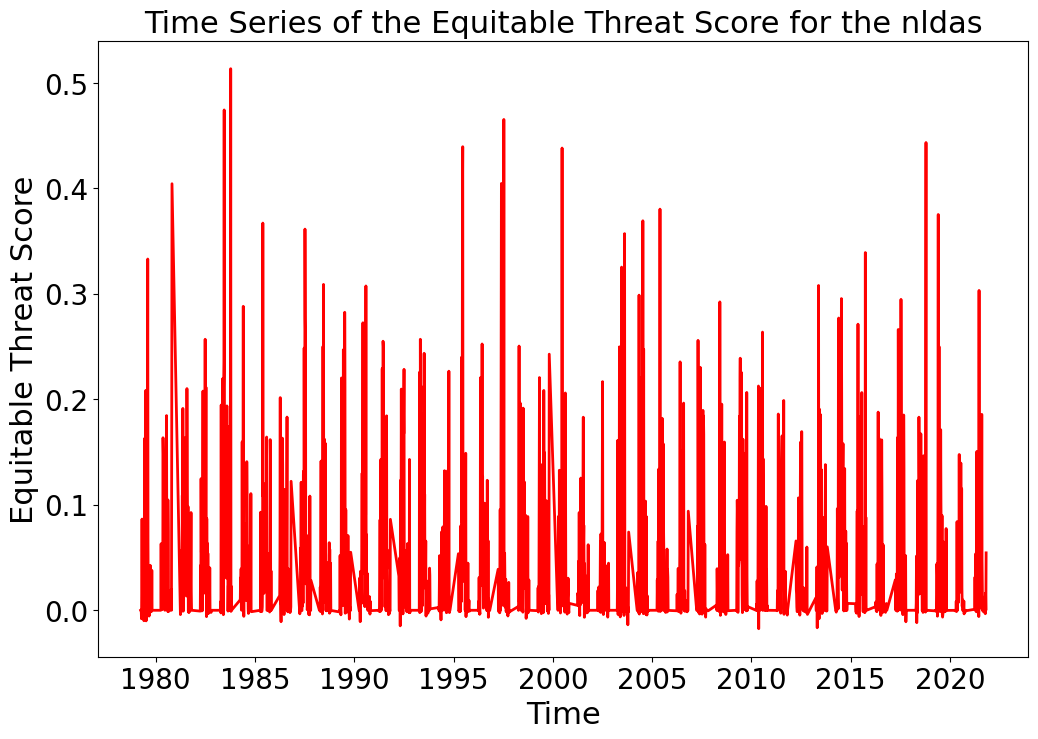 Time Series of the Equitable Threat Score for the nldas
Equitable Threat Score
0.5
0.4
0.3
0.2
0.1
0.0
1980 1985 1990 1995 2000 2005 2010 2015 2020
Time